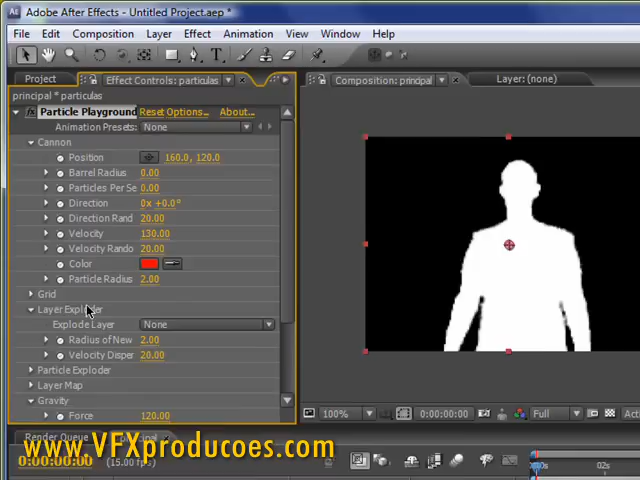 Adobe After Effects - Untitled Project.aep *
File Edit Composition Layer Effect Animation View Window Help
Project Effect Controls: particulas Composition: principal Layer: (none)
principal * particulas
Particle Playground Reset Options... About...
Animation Presets: None
Cannon
Position 160.0, 120.0
Barrel Radius 0.00
Particles Per Se 0.00
Direction 0x +0.0°
Direction Rand 20.00
Velocity 130.00
Velocity Rando 20.00
Color
Particle Radius 2.00
Grid
Layer Exploder
Explode Layer None
Radius of New 2.00
Velocity Disper 20.00
Particle Exploder
Layer Map
Gravity
Force 120.00
100% 0:00:00:00 Full
Render Queue principal
www.VFXproducoes.com
0:00:00:00 (15.00 fps) 02s